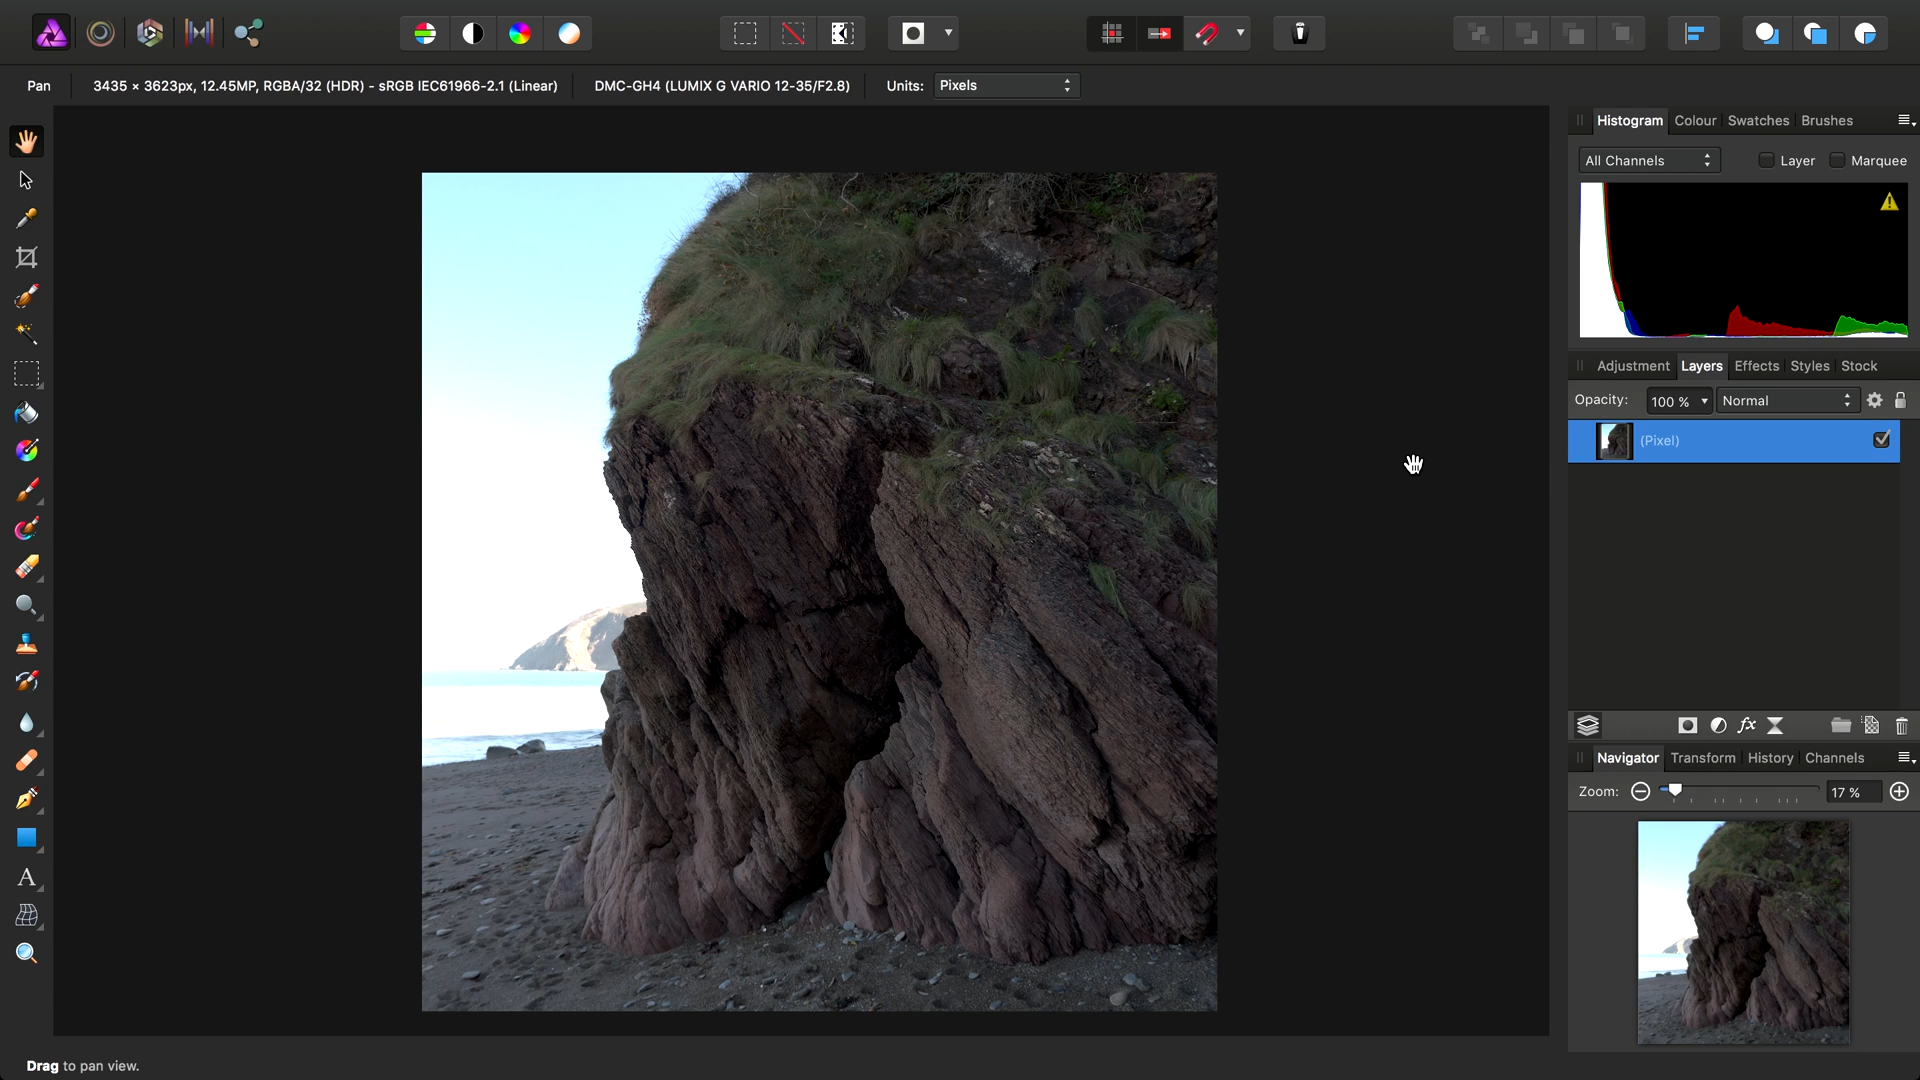 Pan
3435 × 3623px, 12.45MP, RGBA/32 (HDR) - sRGB IEC61966-2.1 (Linear)
DMC-GH4 (LUMIX G VARIO 12-35/F2.8)
Units:
Pixels
Histogram
Colour
Swatches
Brushes
All Channels
Layer
Marquee
Adjustment
Layers
Effects
Styles
Stock
Opacity:
100 %
Normal
(Pixel)
fx
Navigator
Transform
History
Channels
Zoom:
17 %
A
Drag to pan view.